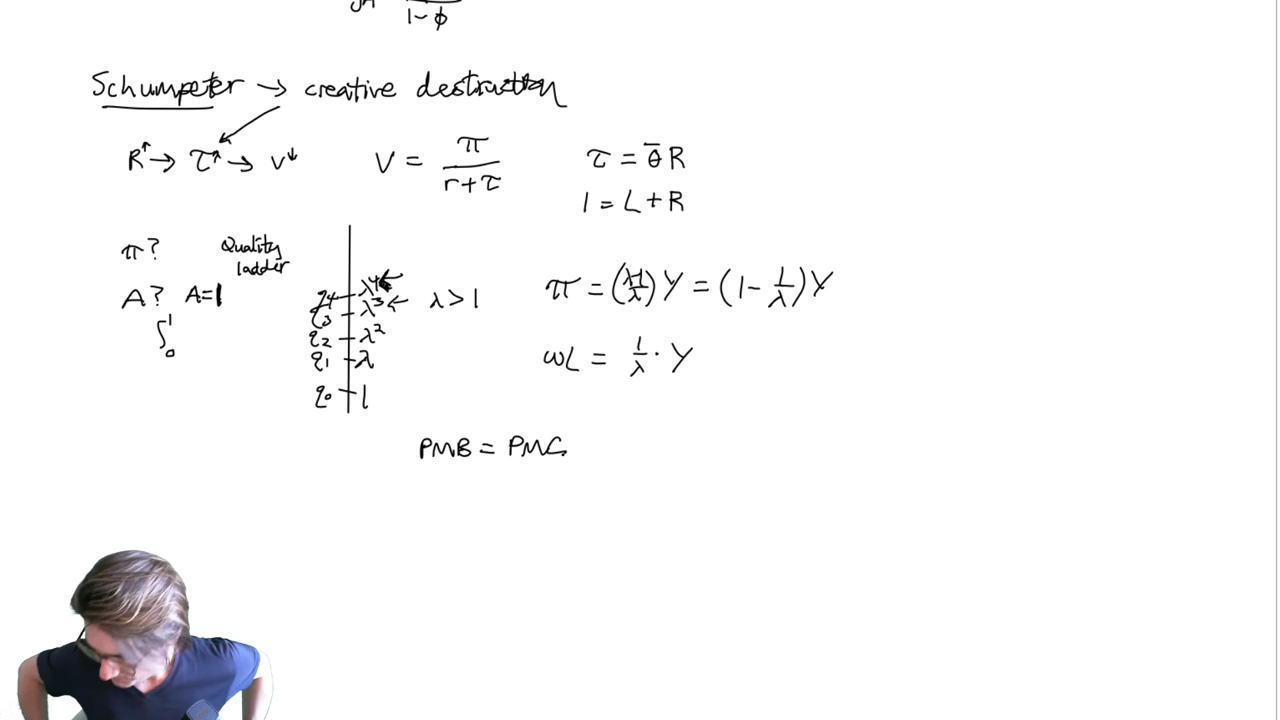 1-φ
Schumpeter → creative destruction
R↑ → τ↑ → V↓
V = π/(r+τ)
τ = θ̄R
1 = L+R
π?
Quality
ladder
A? A=1
∫₀¹
q4 λ⁴ ←
q3 λ³ ←
q2 λ²
q1 λ
q0 1
λ>1
π = ((λ-1)/λ) Y = (1 - 1/λ) Y
wL = 1/λ · Y
PMB = PMC